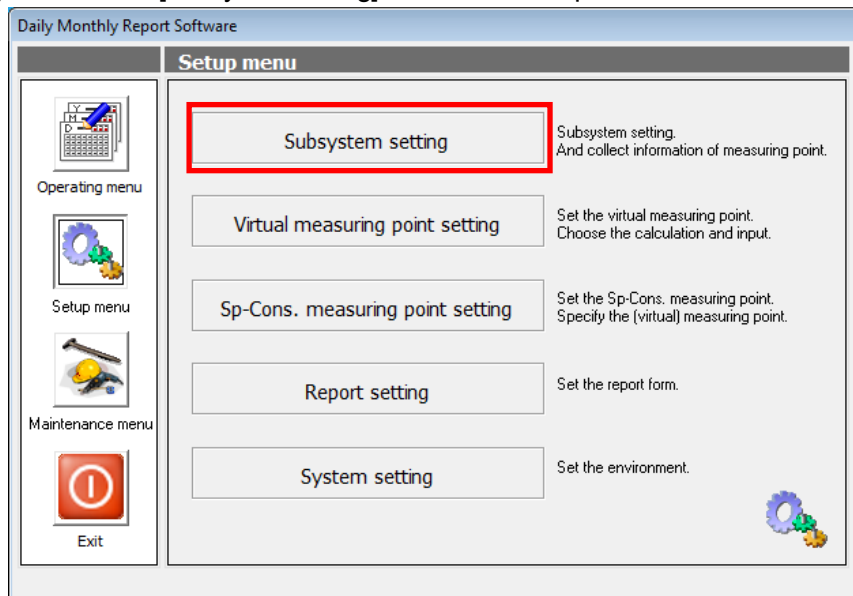 Daily Monthly Report Software
Setup menu
Operating menu
Setup menu
Maintenance menu
Exit
Subsystem setting
Subsystem setting.
And collect information of measuring point.
Virtual measuring point setting
Set the virtual measuring point.
Choose the calculation and input.
Sp-Cons. measuring point setting
Set the Sp-Cons. measuring point.
Specify the (virtual) measuring point.
Report setting
Set the report form.
System setting
Set the environment.